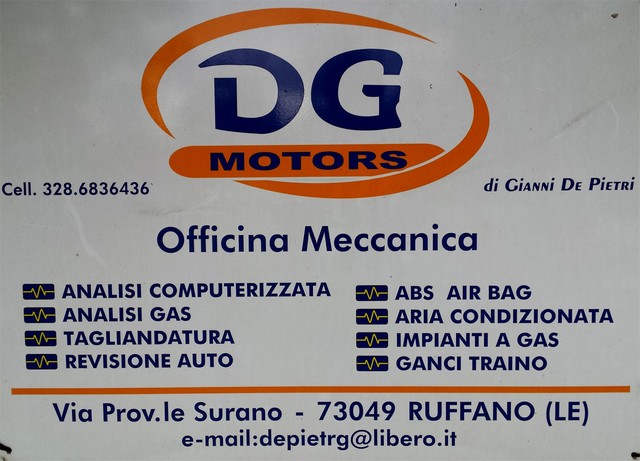 DG
MOTORS
Cell. 328.6836436
di Gianni De Pietri
Officina Meccanica
ANALISI COMPUTERIZZATA
ANALISI GAS
TAGLIANDATURA
REVISIONE AUTO
ABS AIR BAG
ARIA CONDIZIONATA
IMPIANTI A GAS
GANCI TRAINO
Via Prov.le Surano - 73049 RUFFANO (LE)
e-mail:depietrg@libero.it